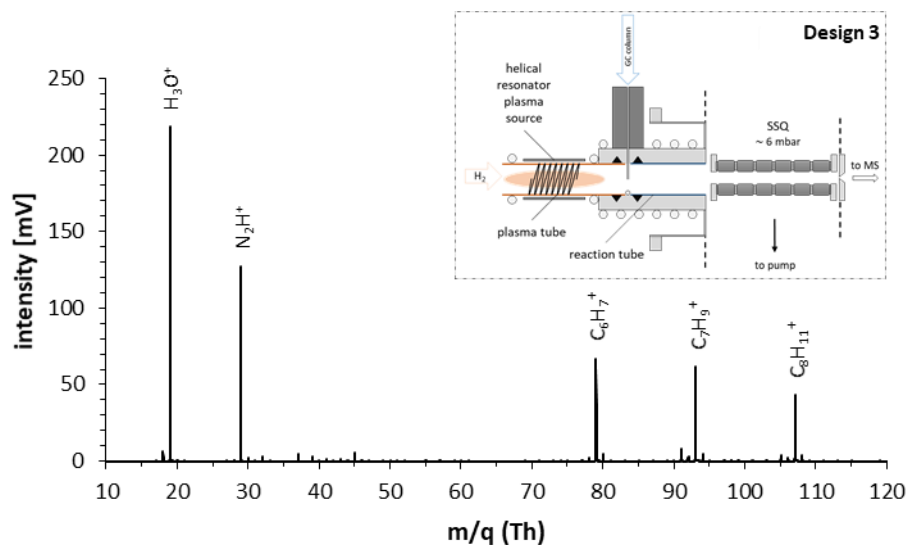 Design 3
GC column
helical
resonator
plasma
source
SSQ
~ 6 mbar
to MS
H₂
plasma tube
reaction tube
to pump
intensity [mV]
250
200
150
100
50
0
H₃O⁺
N₂H⁺
C₆H₇⁺
C₇H₉⁺
C₈H₁₁⁺
10 20 30 40 50 60 70 80 90 100 110 120
m/q (Th)